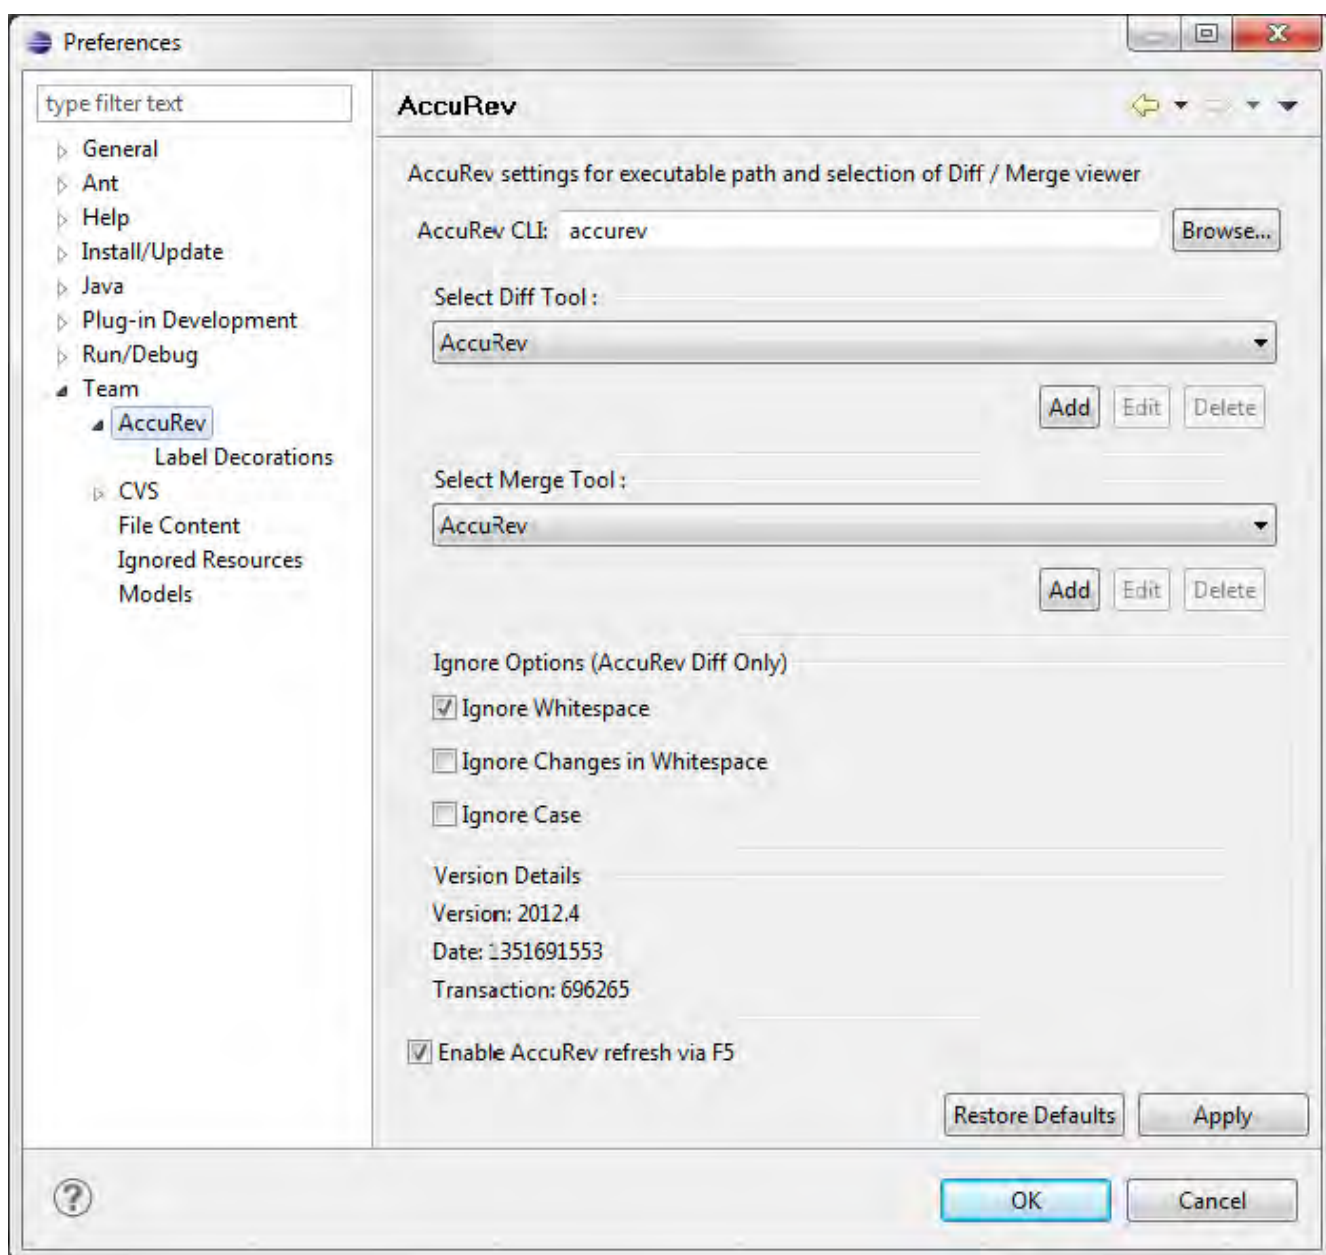 Preferences
type filter text
General
Ant
Help
Install/Update
Java
Plug-in Development
Run/Debug
Team
AccuRev
Label Decorations
CVS
File Content
Ignored Resources
Models
AccuRev
AccuRev settings for executable path and selection of Diff / Merge viewer
AccuRev CLI: accurev Browse...
Select Diff Tool :
AccuRev
Add Edit Delete
Select Merge Tool :
AccuRev
Add Edit Delete
Ignore Options (AccuRev Diff Only)
Ignore Whitespace
Ignore Changes in Whitespace
Ignore Case
Version Details
Version: 2012.4
Date: 1351691553
Transaction: 696265
Enable AccuRev refresh via F5
Restore Defaults Apply
? OK Cancel